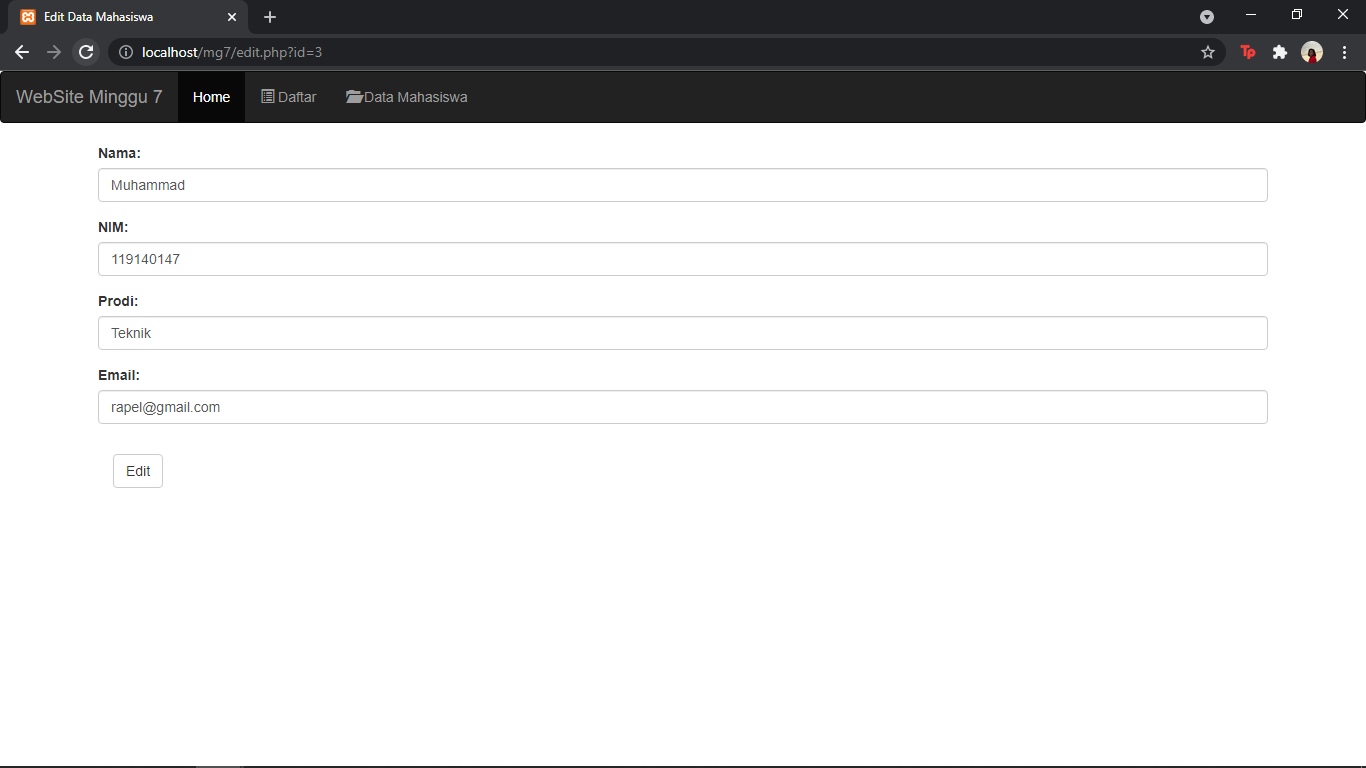 Edit Data Mahasiswa
localhost/mg7/edit.php?id=3
Tp
WebSite Minggu 7 Home Daftar Data Mahasiswa
Nama:
Muhammad
NIM:
119140147
Prodi:
Teknik
Email:
rapel@gmail.com
Edit